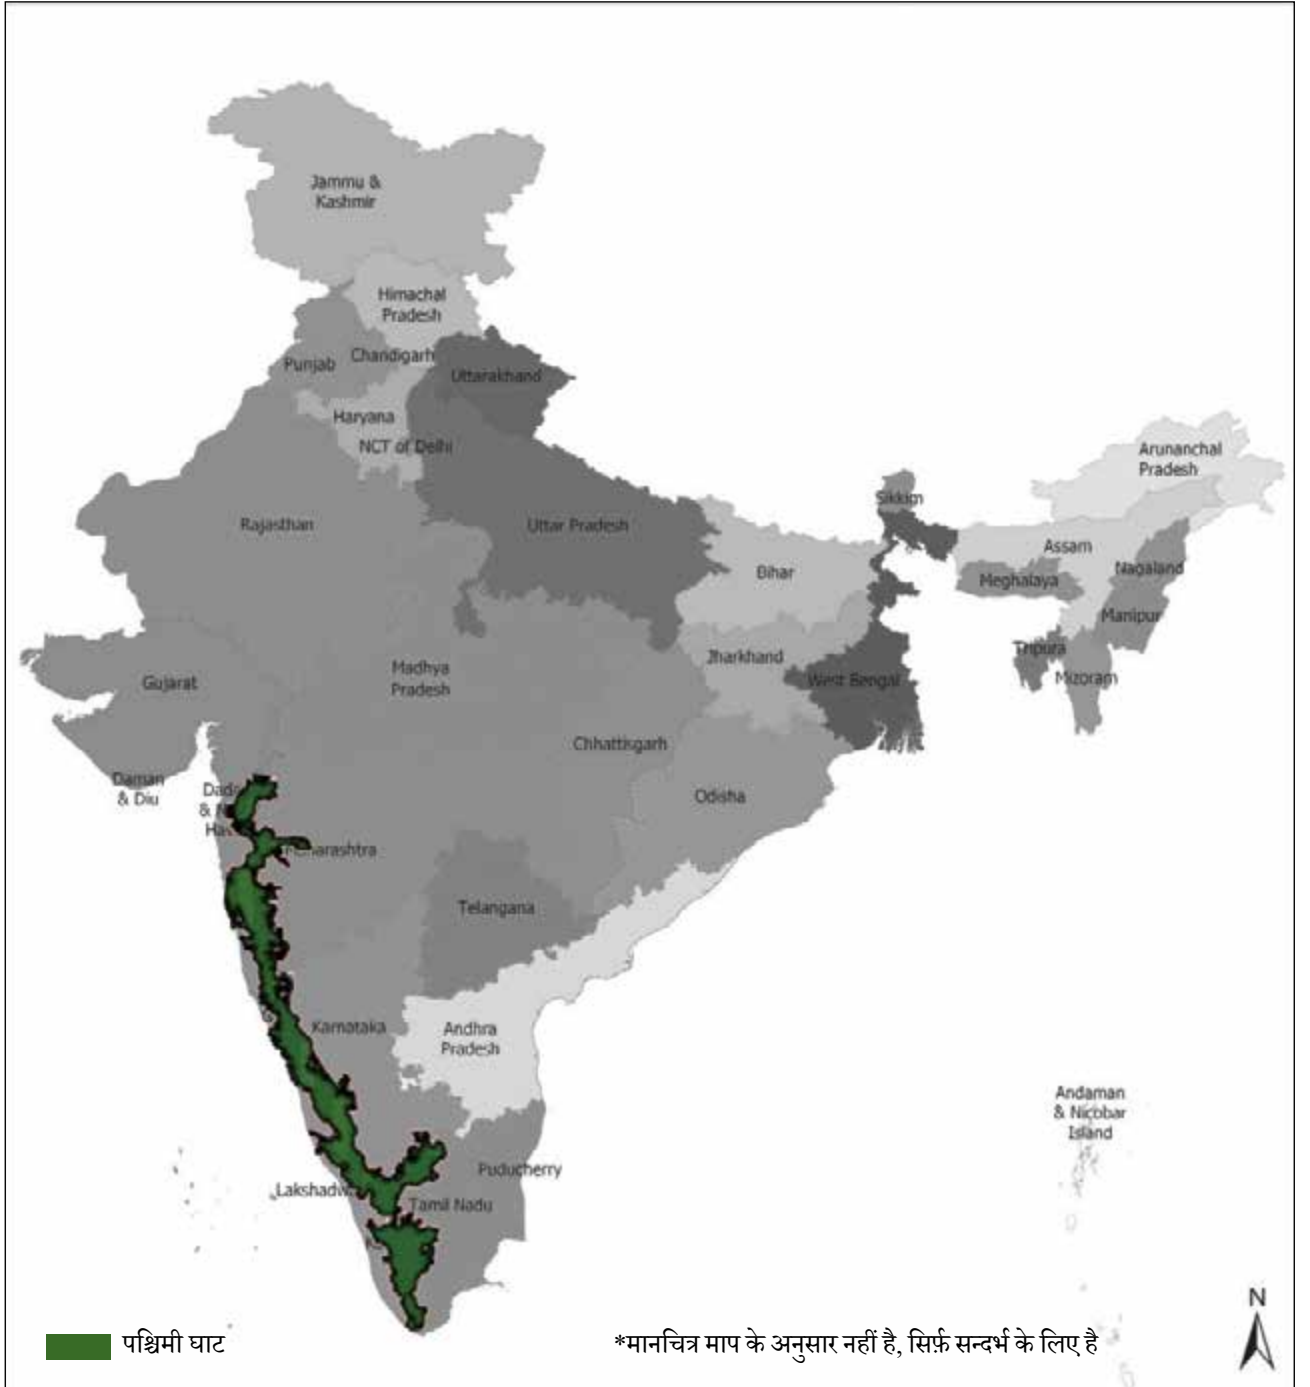 Jammu &
Kashmir
Himachal
Pradesh
Punjab
Chandigarh
Uttarakhand
Haryana
NCT of Delhi
Arunanchal
Pradesh
Sikkim
Rajasthan
Uttar Pradesh
Assam
Bihar
Nagaland
Meghalaya
Manipur
Tripura
Jharkhand
Mizoram
Madhya
Pradesh
Gujarat
West Bengal
Chhattisgarh
Daman
& Diu
Odisha
Telangana
Karnataka
Andhra
Pradesh
Andaman
& Nicobar
Island
Puducherry
Tamil Nadu
N
पश्चिमी घाट
*मानचित्र माप के अनुसार नहीं है, सिर्फ़ सन्दर्भ के लिए है